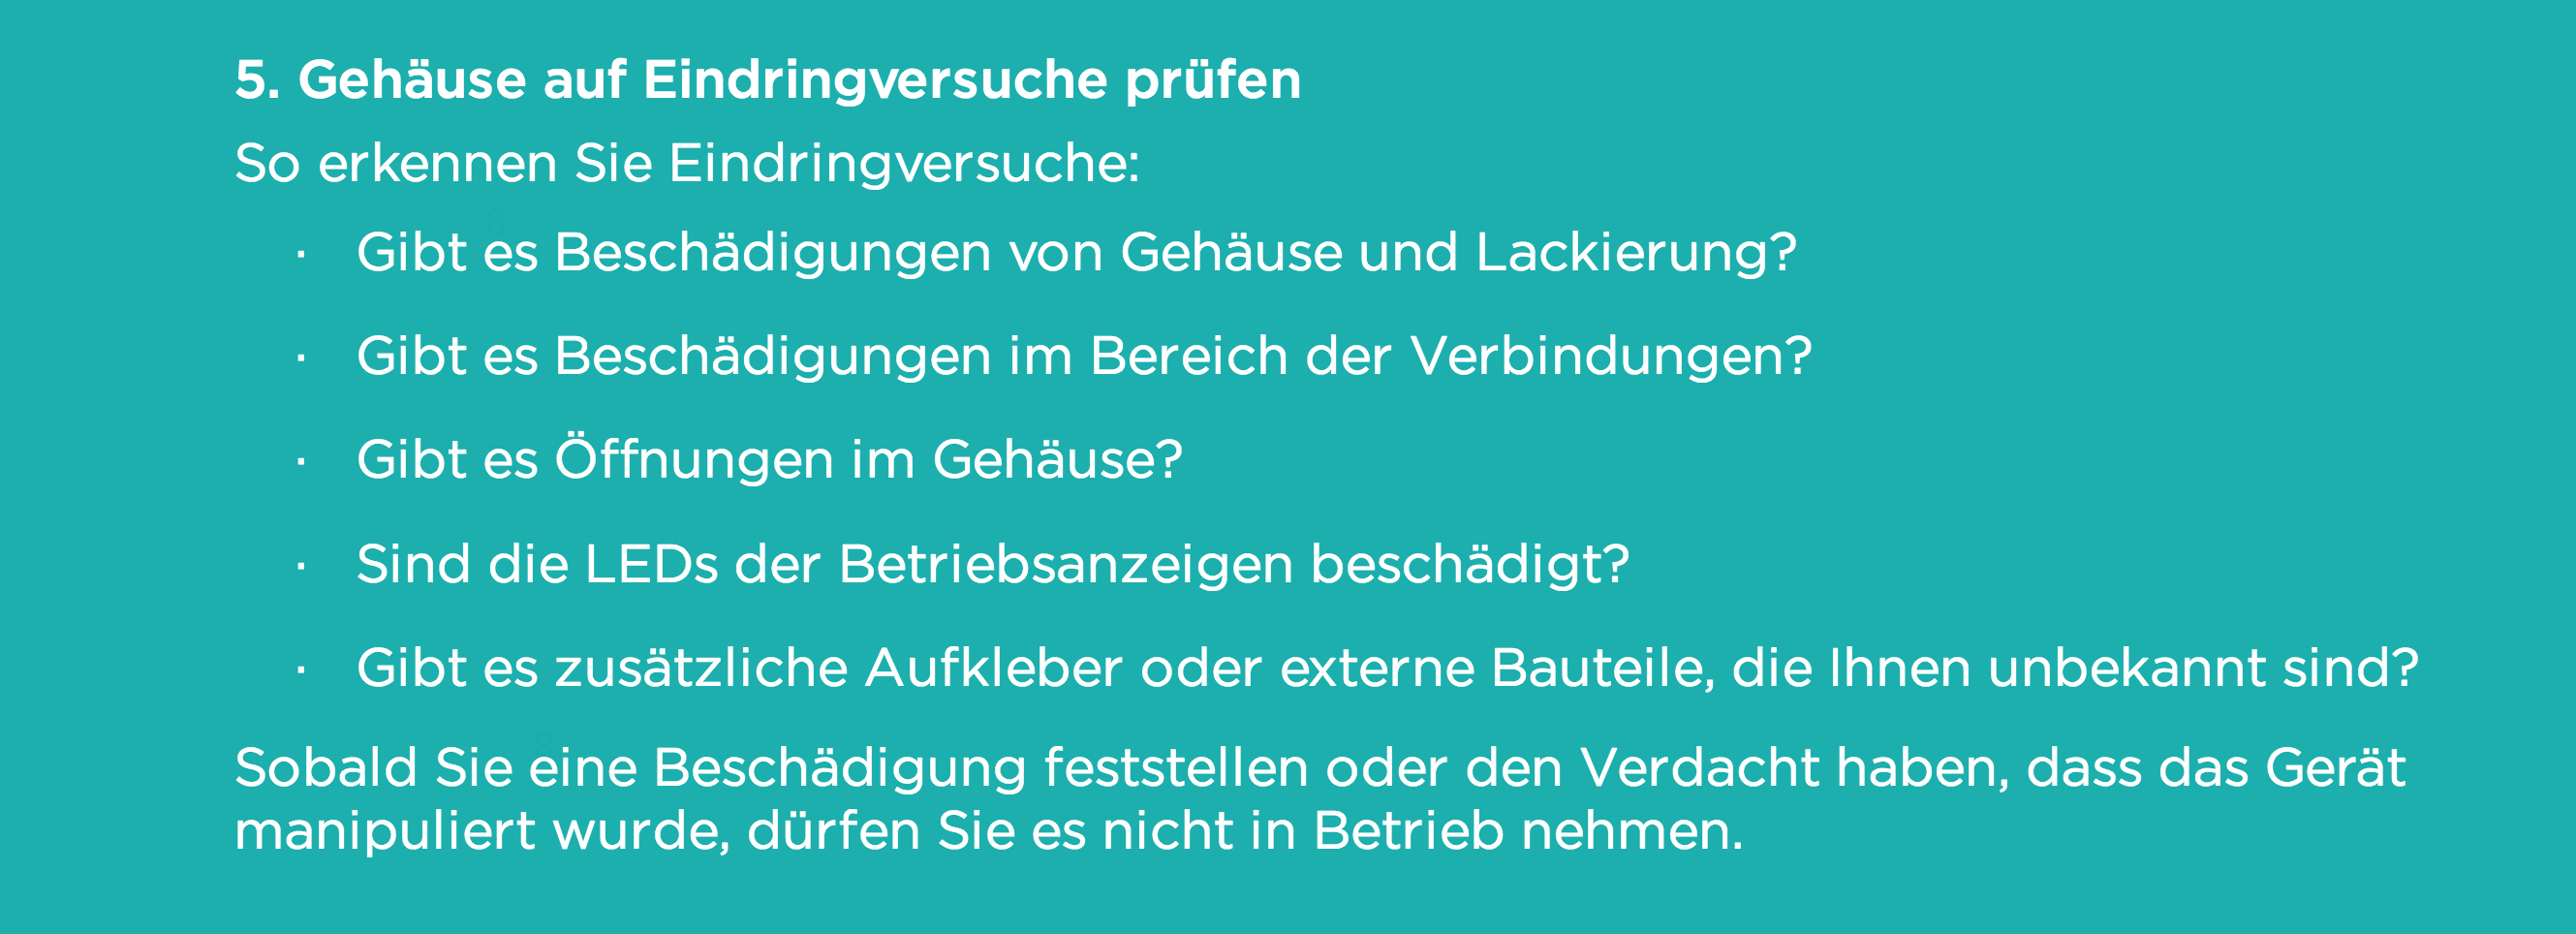 5. Gehäuse auf Eindringversuche prüfen
So erkennen Sie Eindringversuche:
· Gibt es Beschädigungen von Gehäuse und Lackierung?
· Gibt es Beschädigungen im Bereich der Verbindungen?
· Gibt es Öffnungen im Gehäuse?
· Sind die LEDs der Betriebsanzeigen beschädigt?
· Gibt es zusätzliche Aufkleber oder externe Bauteile, die Ihnen unbekannt sind?
Sobald Sie eine Beschädigung feststellen oder den Verdacht haben, dass das Gerät
manipuliert wurde, dürfen Sie es nicht in Betrieb nehmen.